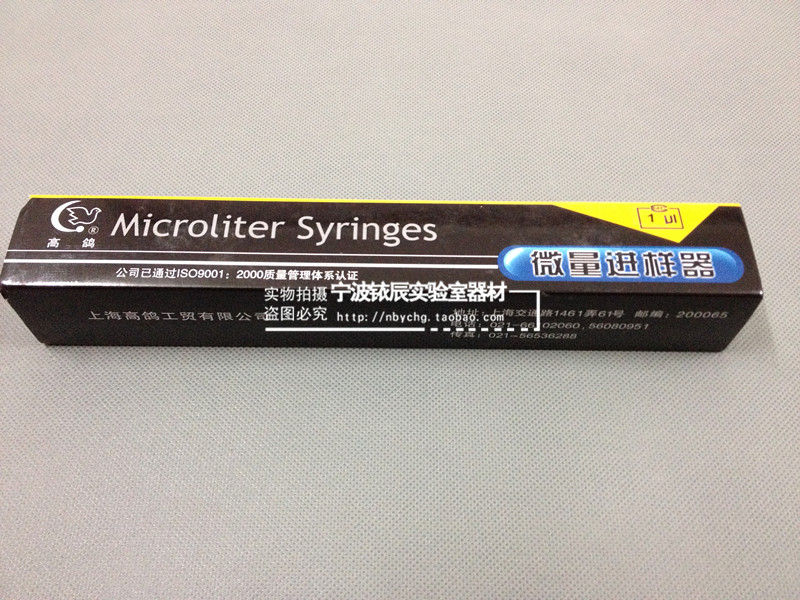 1 μl
®
高 鸽
Microliter Syringes
微量进样器
公司已通过ISO9001：2000质量管理体系认证
实物拍摄 宁波铱辰实验室器材
盗图必究 http://nbychg.taobao.com
上海高鸽工贸有限公司
地址：上海交通路1461弄61号 邮编：200065
电话：021-66102060, 56080951
传真：021-56536288